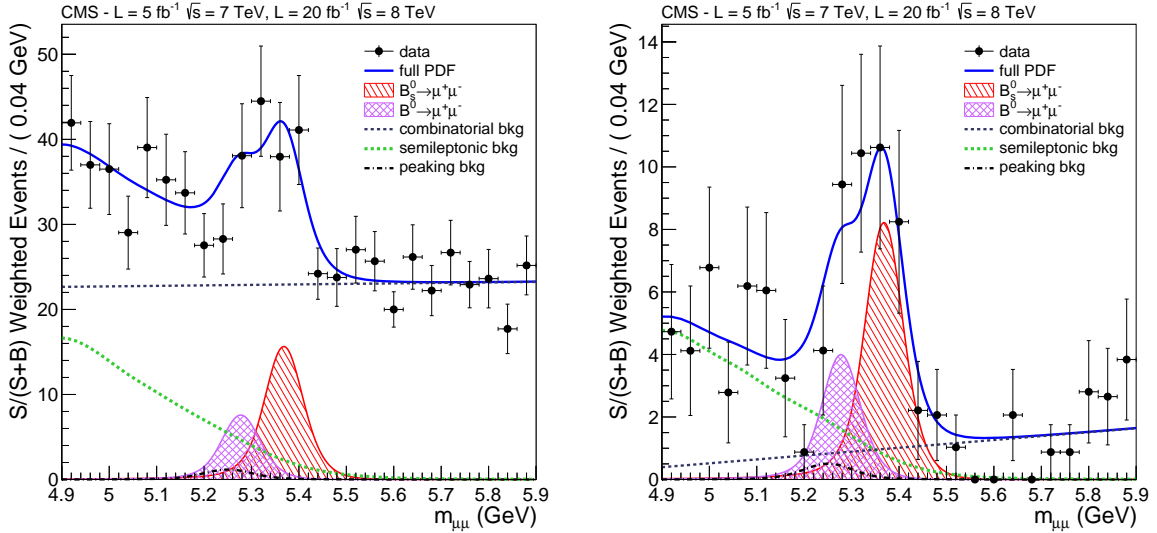 CMS - L = 5 fb⁻¹ √s = 7 TeV, L = 20 fb⁻¹ √s = 8 TeV
S/(S+B) Weighted Events / ( 0.04 GeV)
50
40
30
20
10
0
data
full PDF
B⁰ₛ→μ⁺μ⁻
B⁰→μ⁺μ⁻
combinatorial bkg
semileptonic bkg
peaking bkg
4.9 5 5.1 5.2 5.3 5.4 5.5 5.6 5.7 5.8 5.9
m_μμ (GeV)
CMS - L = 5 fb⁻¹ √s = 7 TeV, L = 20 fb⁻¹ √s = 8 TeV
S/(S+B) Weighted Events / ( 0.04 GeV)
14
12
10
8
6
4
2
0
data
full PDF
B⁰ₛ→μ⁺μ⁻
B⁰→μ⁺μ⁻
combinatorial bkg
semileptonic bkg
peaking bkg
4.9 5 5.1 5.2 5.3 5.4 5.5 5.6 5.7 5.8 5.9
m_μμ (GeV)